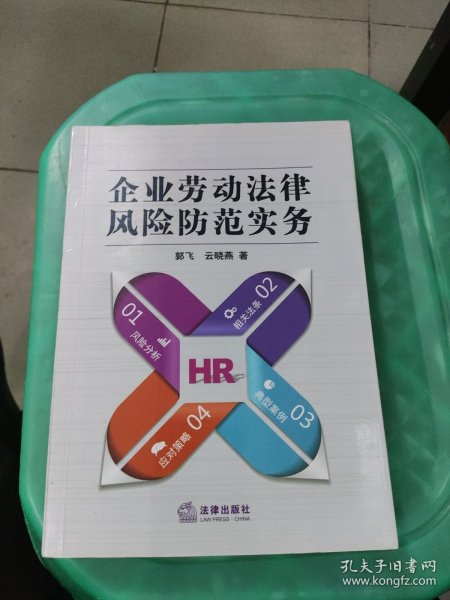 企业劳动法律
风险防范实务
郭飞 云晓燕 著
01
风险分析
相关法条
02
HR
典型案例
03
应对策略
04
法律出版社
LAW PRESS·CHINA
孔夫子旧书网
www.kongfz.com